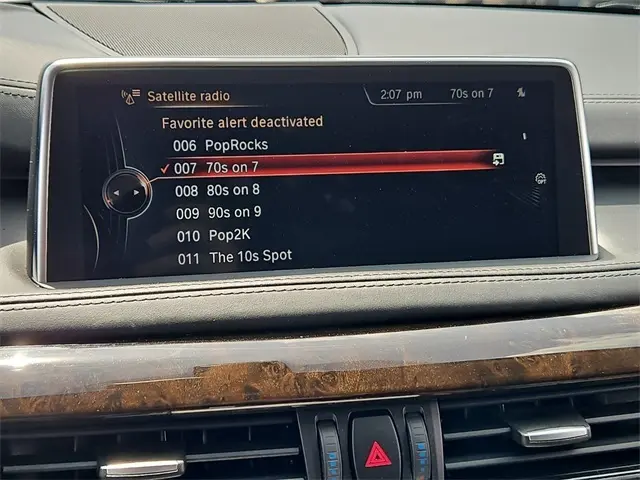 Satellite radio 2:07 pm 70s on 7
Favorite alert deactivated
006 PopRocks
007 70s on 7
008 80s on 8
009 90s on 9
010 Pop2K
011 The 10s Spot
OPT